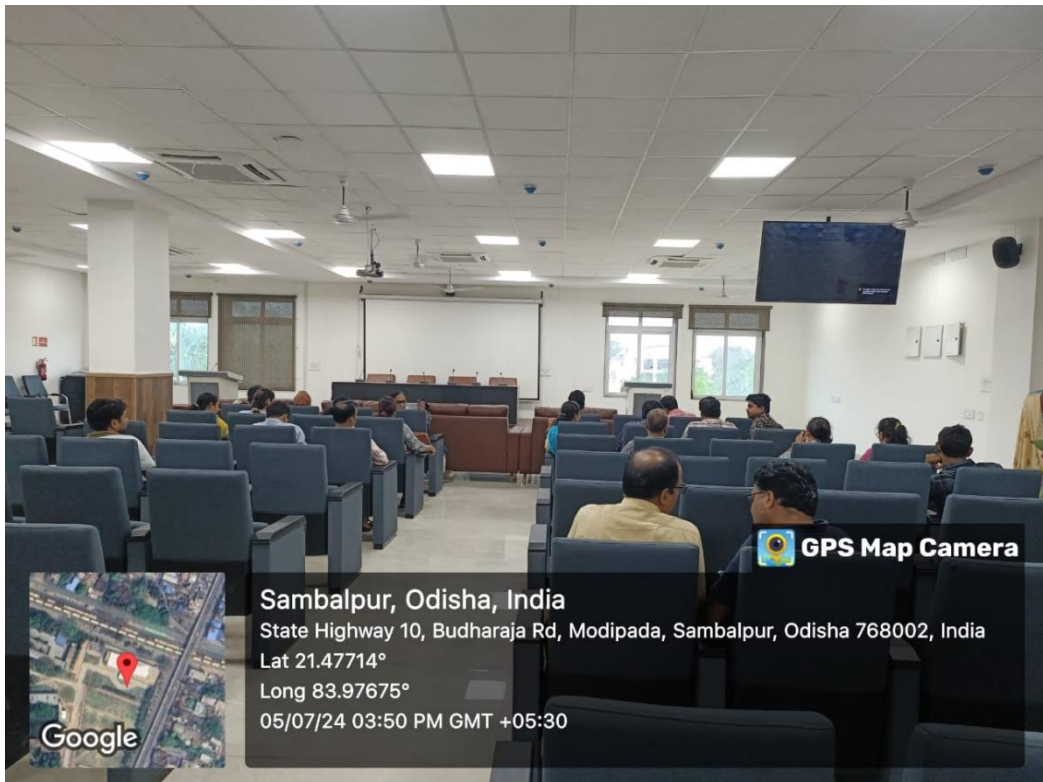 GPS Map Camera
Sambalpur, Odisha, India
State Highway 10, Budharaja Rd, Modipada, Sambalpur, Odisha 768002, India
Lat 21.47714°
Long 83.97675°
05/07/24 03:50 PM GMT +05:30
Google